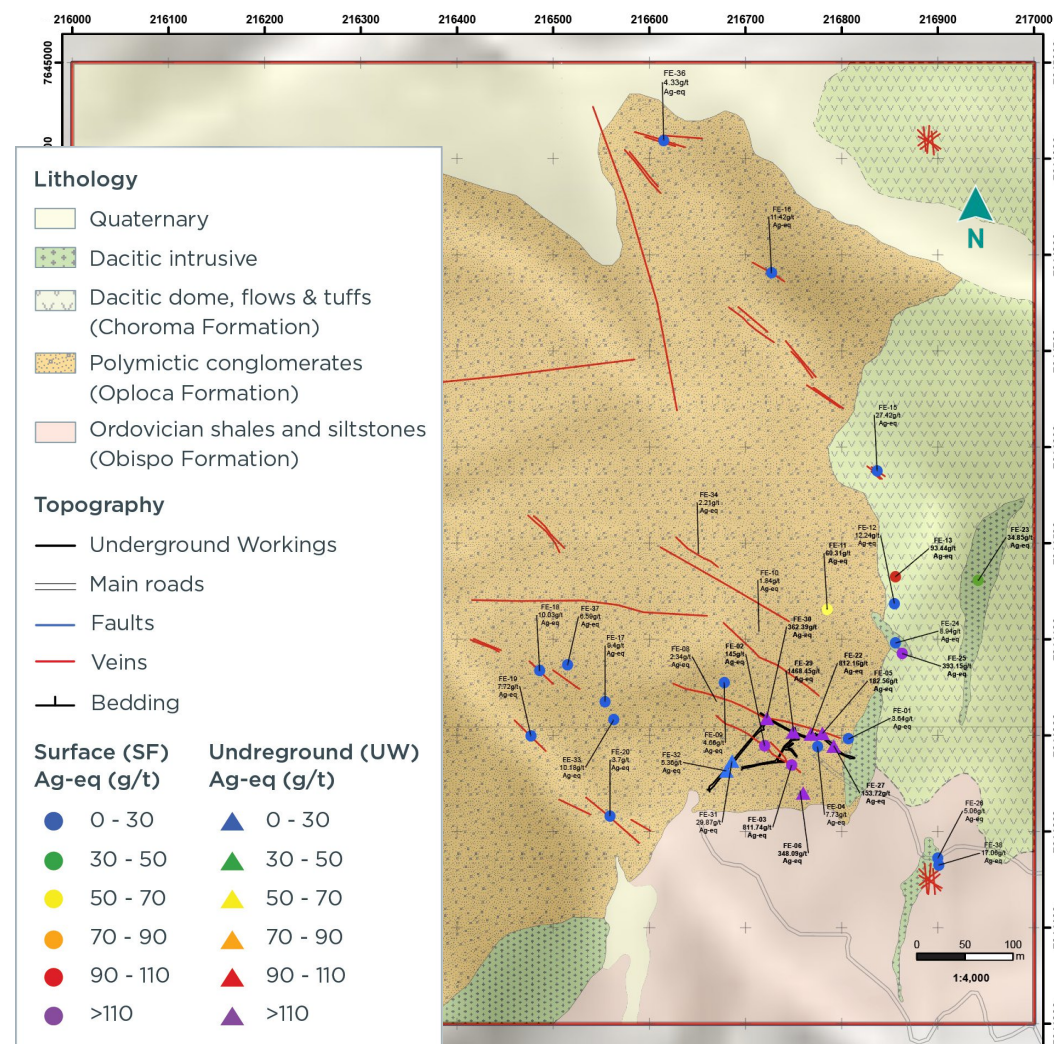 216000
216100
216200
216300
216400
216500
216600
216700
216800
216900
217000
7645000
FE-36
4.33g/t
Ag-eq
N
Lithology
Quaternary
Dacitic intrusive
Dacitic dome, flows & tuffs
(Choroma Formation)
Polymictic conglomerates
(Oploca Formation)
Ordovician shales and siltstones
(Obispo Formation)
Topography
Underground Workings
Main roads
Faults
Veins
Bedding
Surface (SF)
Ag-eq (g/t)
0 - 30
30 - 50
50 - 70
70 - 90
90 - 110
>110
Undreground (UW)
Ag-eq (g/t)
0 - 30
30 - 50
50 - 70
70 - 90
90 - 110
>110
FE-16
11.42g/t
Ag-eq
FE-15
27.42g/t
Ag-eq
FE-34
2.21g/t
Ag-eq
FE-12
12.24g/t
Ag-eq
FE-13
93.44g/t
Ag-eq
FE-23
34.85g/t
Ag-eq
FE-11
Ag-eq
FE-10
1.84g/t
Ag-eq
FE-18
10.03g/t
Ag-eq
FE-37
6.59g/t
Ag-eq
FE-17
Ag-eq
FE-30
362.39g/t
Ag-eq
FE-24
8.94g/t
Ag-eq
FE-02
145g/t
Ag-eq
FE-08
2.34g/t
Ag-eq
FE-29
1468.45g/t
Ag-eq
FE-22
812.16g/t
Ag-eq
FE-25
393.15g/t
Ag-eq
FE-05
182.56g/t
Ag-eq
FE-19
7.72g/t
Ag-eq
FE-01
3.64g/t
Ag-eq
FE-09
4.66g/t
Ag-eq
FE-33
10.18g/t
Ag-eq
FE-20
3.7g/t
Ag-eq
FE-32
5.36g/t
Ag-eq
FE-27
153.72g/t
Ag-eq
FE-31
29.87g/t
Ag-eq
FE-03
811.74g/t
Ag-eq
FE-04
7.73g/t
Ag-eq
FE-06
348.09g/t
Ag-eq
FE-26
5.06g/t
Ag-eq
FE-38
17.06g/t
Ag-eq
0
50
100
m
1:4,000